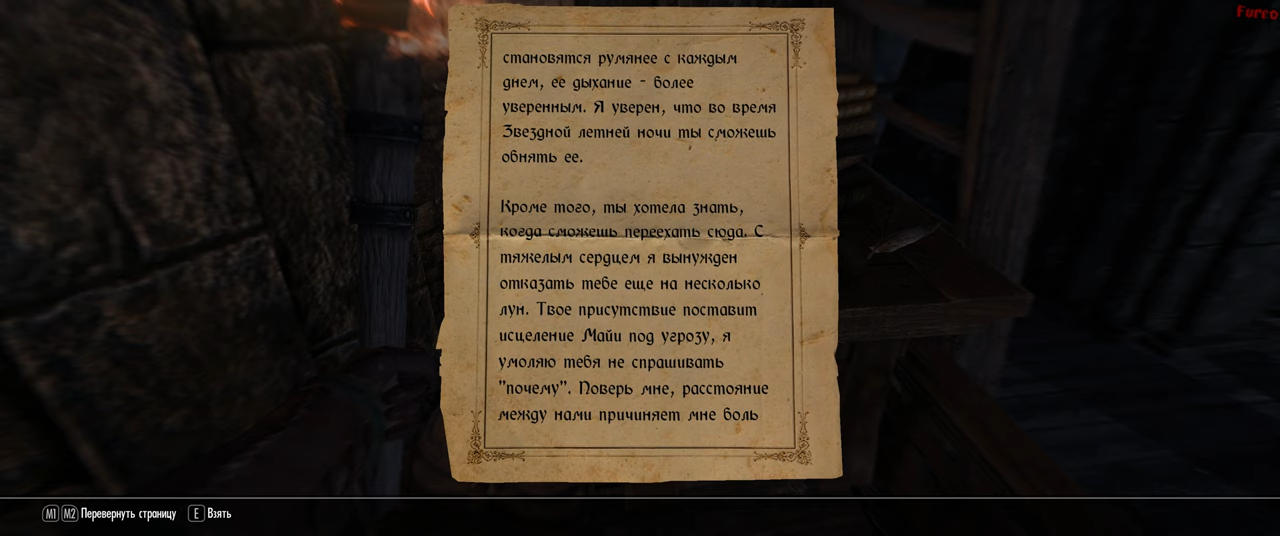 Furco
становятся румянее с каждым
днем, ее дыхание - более
уверенным. Я уверен, что во время
Звездной летней ночи ты сможешь
обнять ее.
Кроме того, ты хотела знать,
когда сможешь переехать сюда. С
тяжелым сердцем я вынужден
отказать тебе еще на несколько
лун. Твое присутствие поставит
исцеление Майи под угрозу, я
умоляю тебя не спрашивать
"почему". Поверь мне, расстояние
между нами причиняет мне боль
M1 M2 Перевернуть страницу E Взять